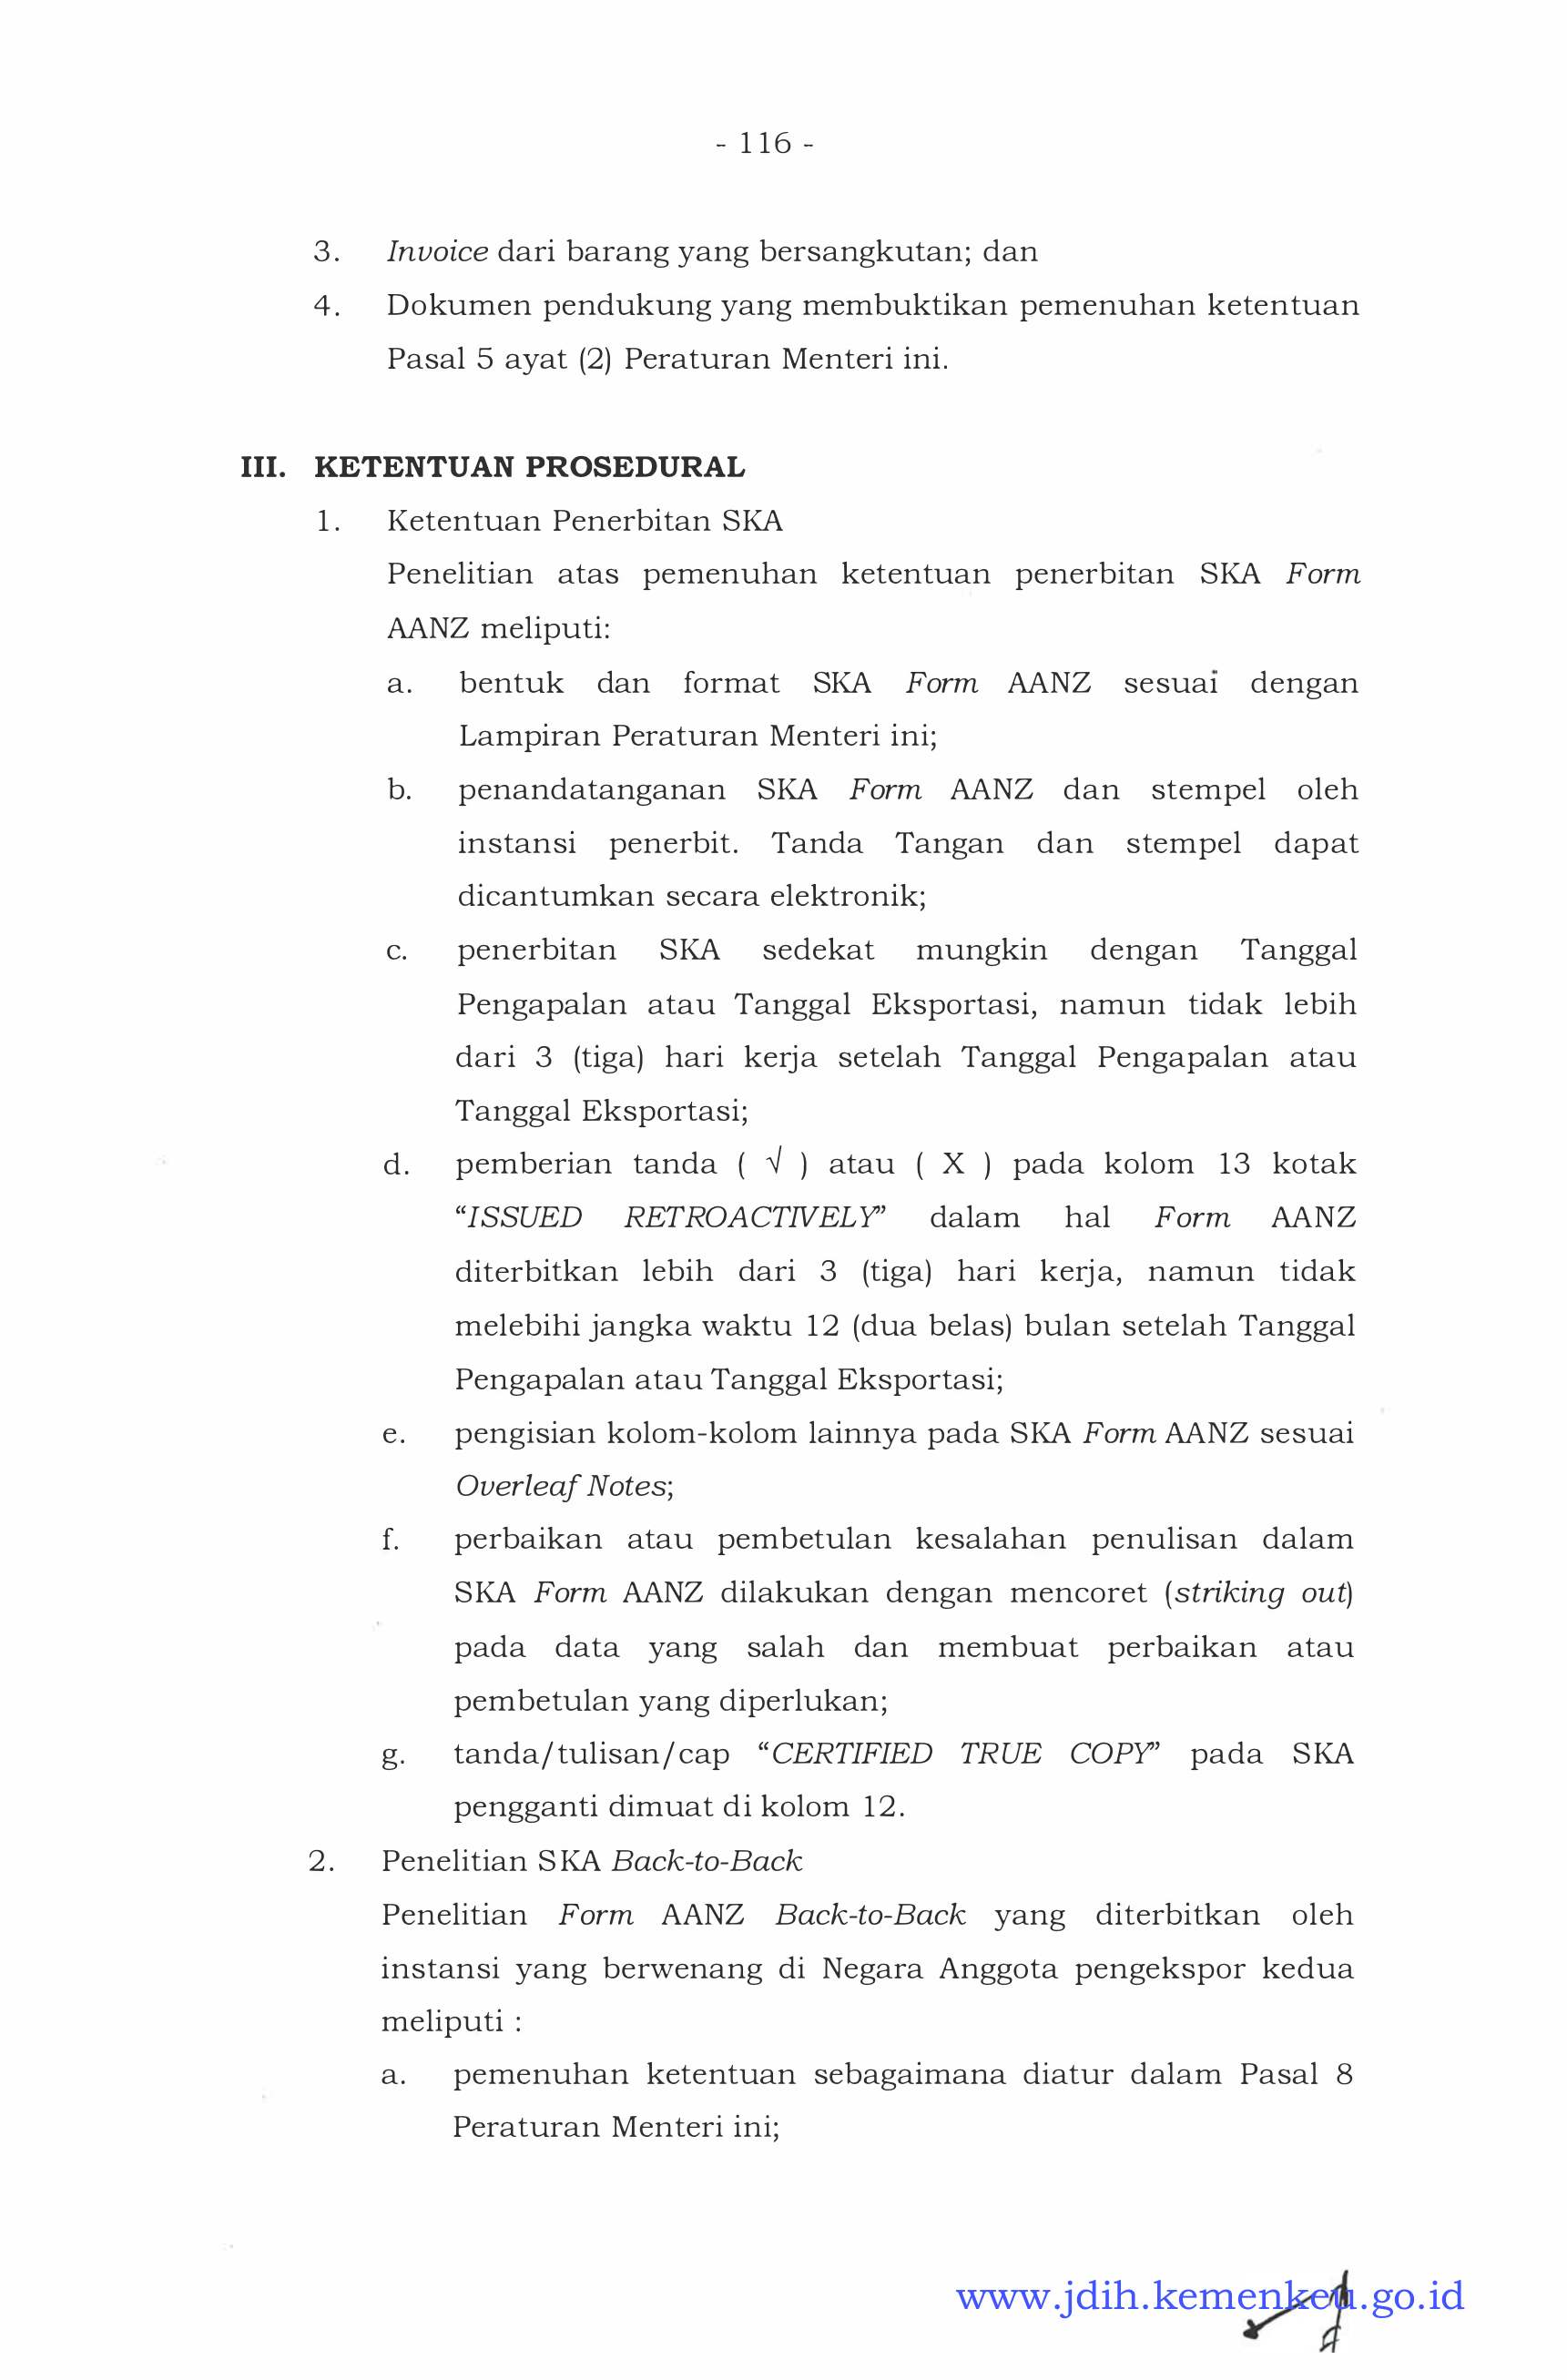 - 116 -
3. Invoice dari barang yang bersangkutan; dan
4. Dokumen pendukung yang membuktikan pemenuhan ketentuan
Pasal 5 ayat (2) Peraturan Menteri ini.
III. KETENTUAN PROSEDURAL
1. Ketentuan Penerbitan SKA
Penelitian atas pemenuhan ketentuan penerbitan SKA Form
AANZ meliputi:
a. bentuk dan format SKA Form AANZ sesuai dengan
Lampiran Peraturan Menteri ini;
b. penandatanganan SKA Form AANZ dan stempel oleh
instansi penerbit. Tanda Tangan dan stempel dapat
dicantumkan secara elektronik;
c. penerbitan SKA sedekat mungkin dengan Tanggal
Pengapalan atau Tanggal Eksportasi, namun tidak lebih
dari 3 (tiga) hari kerja setelah Tanggal Pengapalan atau
Tanggal Eksportasi;
d. pemberian tanda ( √ ) atau ( X ) pada kolom 13 kotak
“ISSUED RETROACTIVELY” dalam hal Form AANZ
diterbitkan lebih dari 3 (tiga) hari kerja, namun tidak
melebihi jangka waktu 12 (dua belas) bulan setelah Tanggal
Pengapalan atau Tanggal Eksportasi;
e. pengisian kolom-kolom lainnya pada SKA Form AANZ sesuai
Overleaf Notes;
f. perbaikan atau pembetulan kesalahan penulisan dalam
SKA Form AANZ dilakukan dengan mencoret (striking out)
pada data yang salah dan membuat perbaikan atau
pembetulan yang diperlukan;
g. tanda/tulisan/cap “CERTIFIED TRUE COPY” pada SKA
pengganti dimuat di kolom 12.
2. Penelitian SKA Back-to-Back
Penelitian Form AANZ Back-to-Back yang diterbitkan oleh
instansi yang berwenang di Negara Anggota pengekspor kedua
meliputi :
a. pemenuhan ketentuan sebagaimana diatur dalam Pasal 8
Peraturan Menteri ini;
www.jdih.kemenkeu.go.id